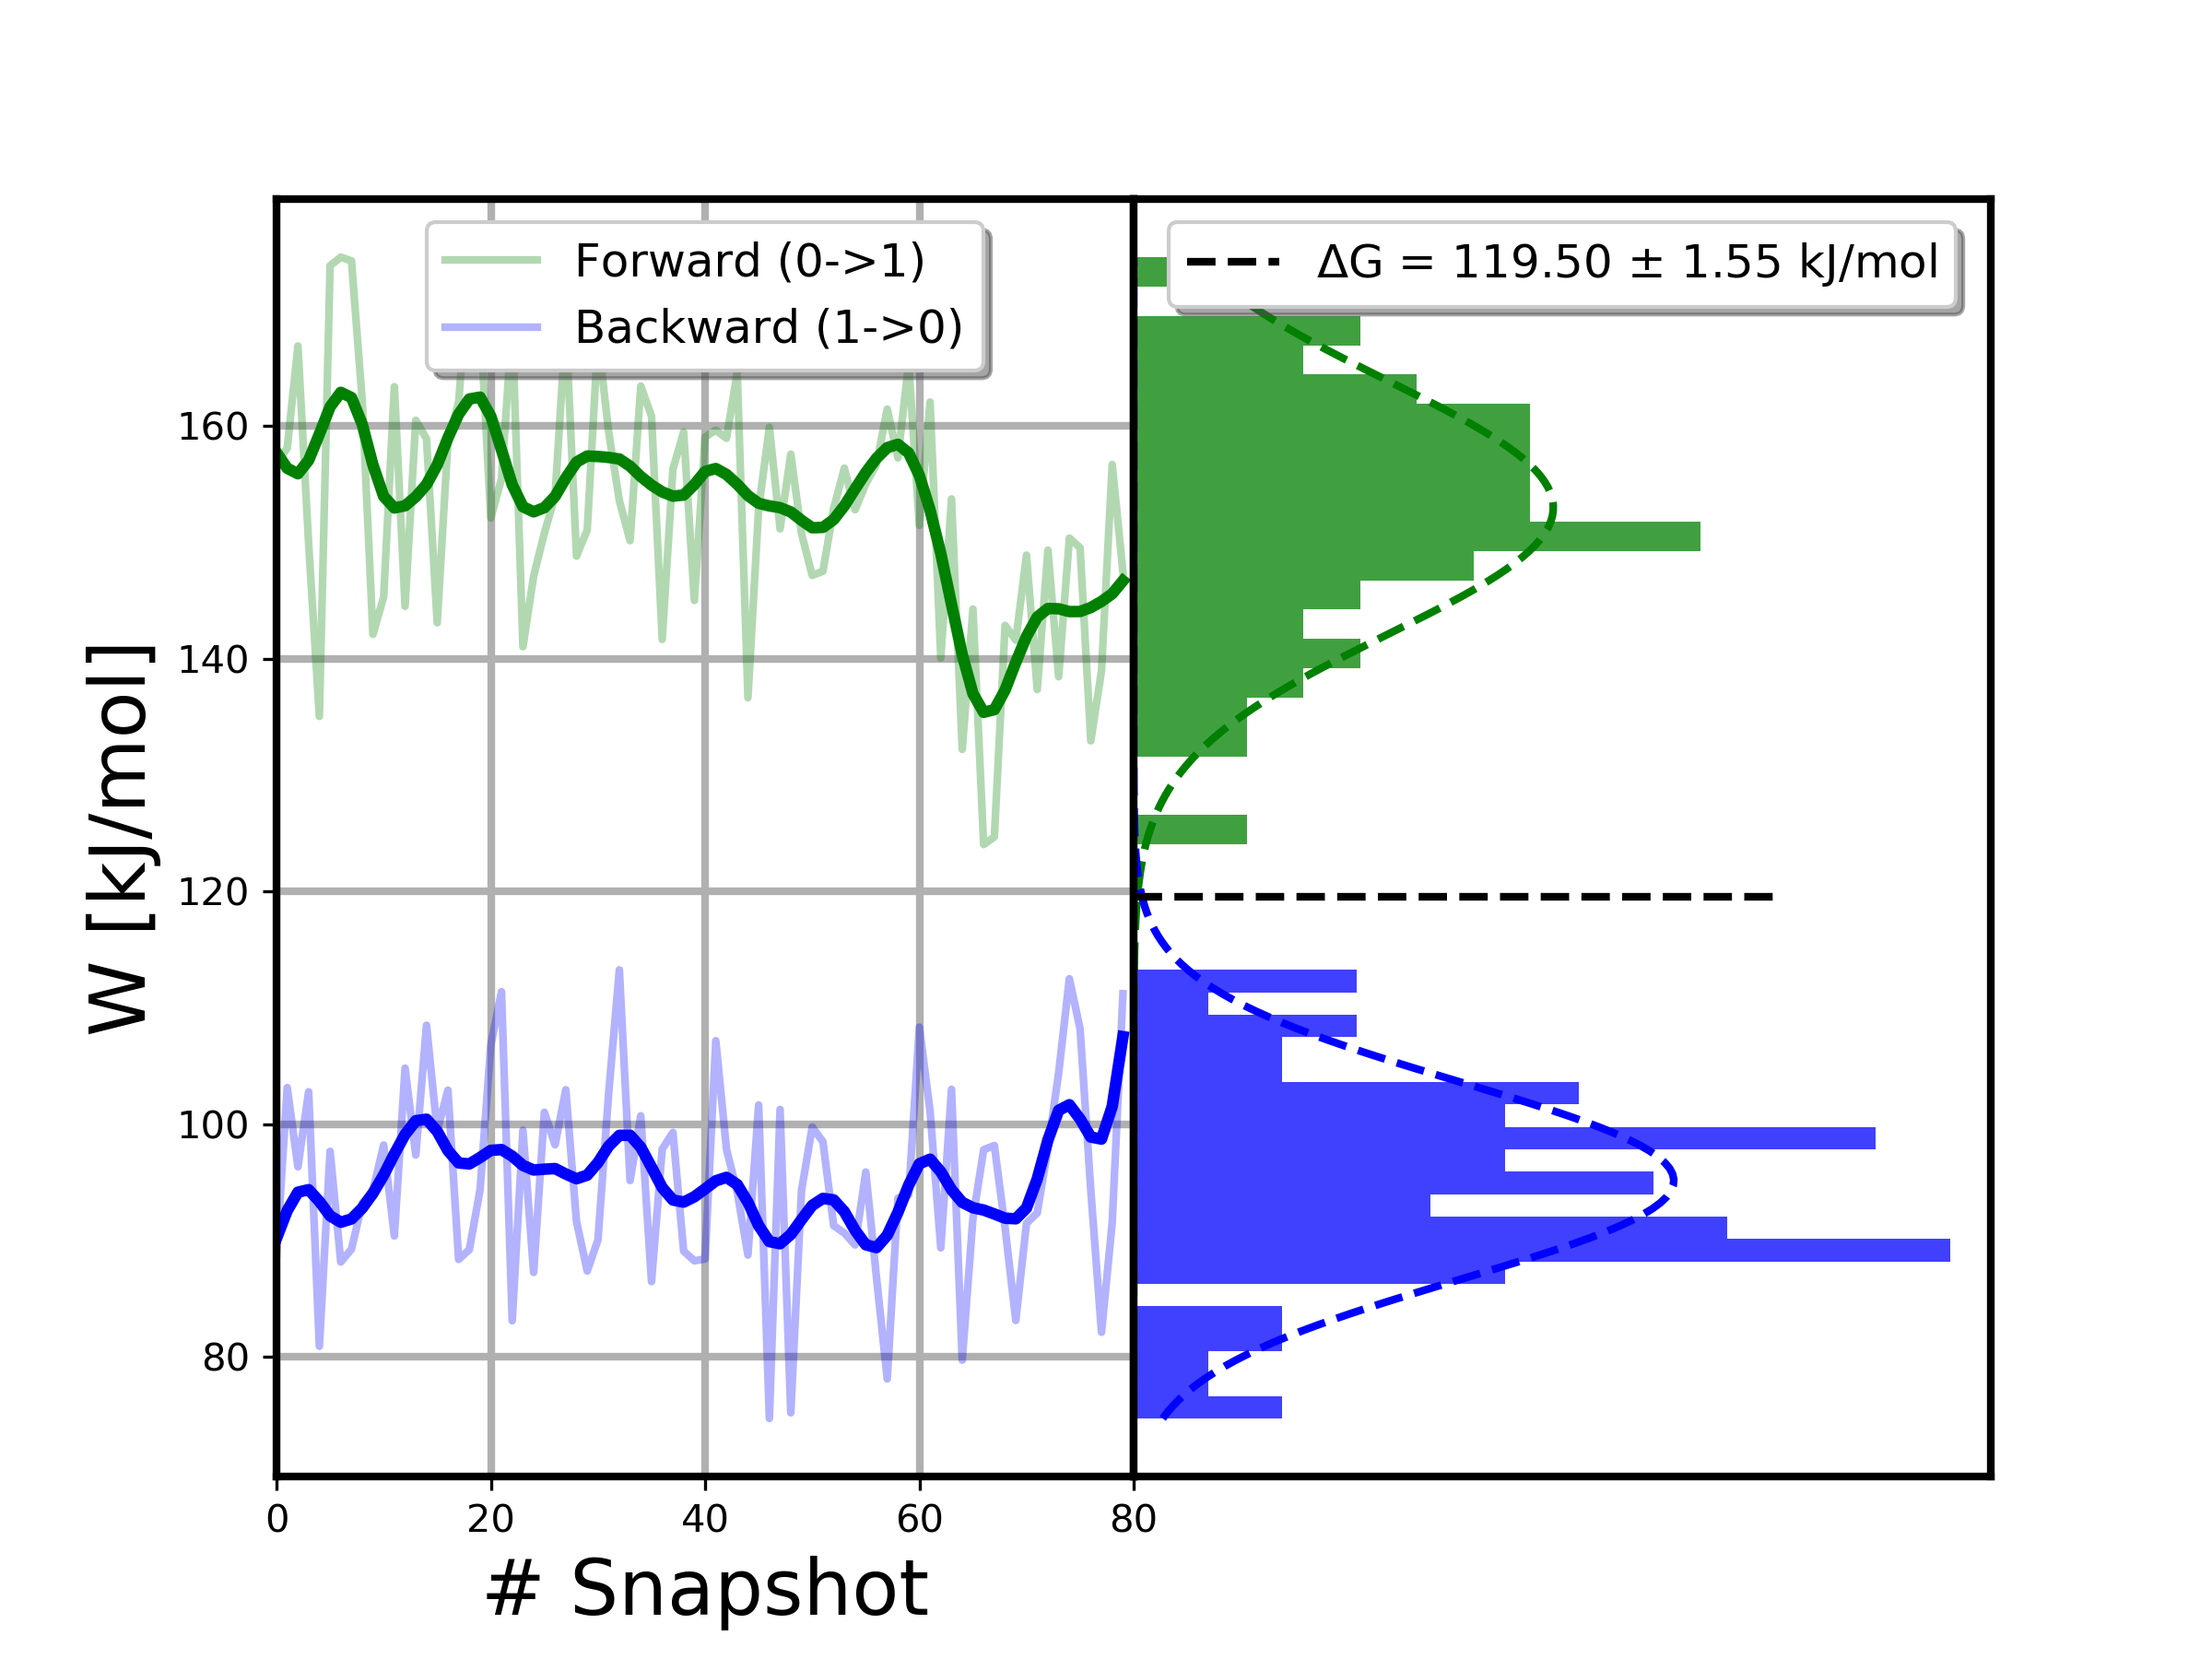 Forward (0->1)
Backward (1->0)
ΔG = 119.50 ± 1.55 kJ/mol
W [kJ/mol]
160
140
120
100
80
0 20 40 60 80
# Snapshot